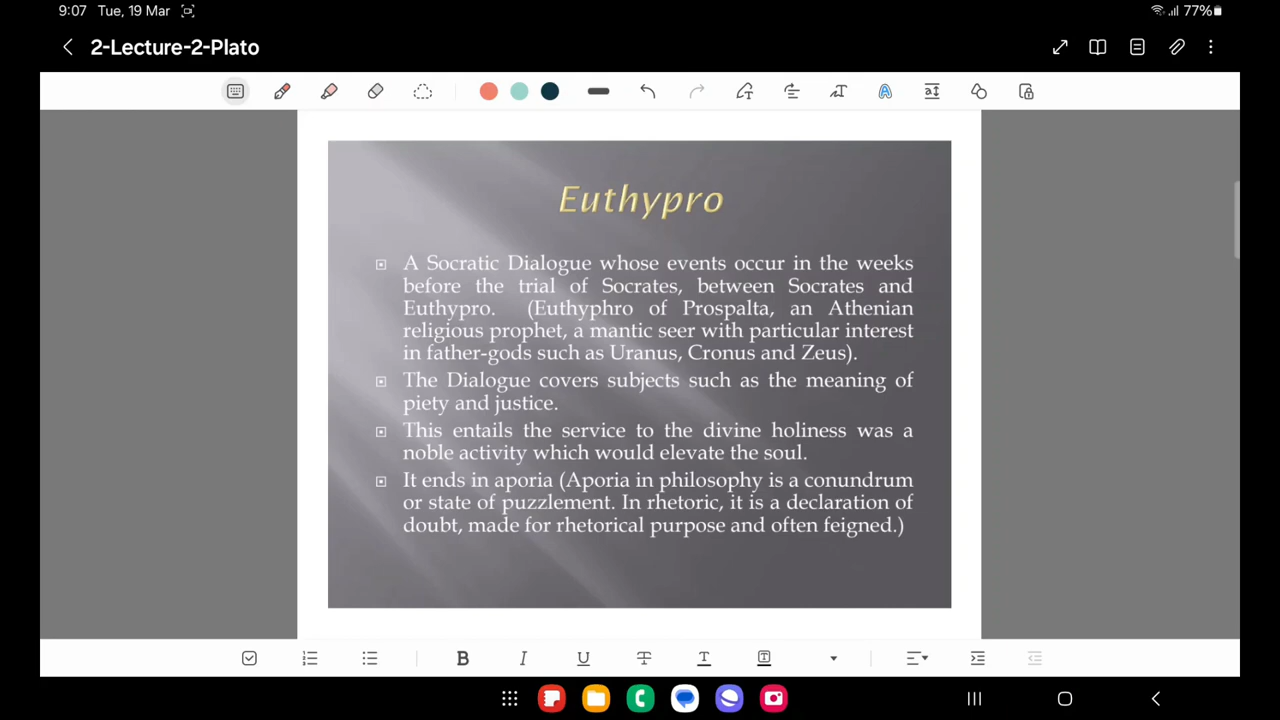 9:07 Tue, 19 Mar
77%
2-Lecture-2-Plato
Euthypro
A Socratic Dialogue whose events occur in the weeks
before the trial of Socrates, between Socrates and
Euthypro. (Euthyphro of Prospalta, an Athenian
religious prophet, a mantic seer with particular interest
in father-gods such as Uranus, Cronus and Zeus).
The Dialogue covers subjects such as the meaning of
piety and justice.
This entails the service to the divine holiness was a
noble activity which would elevate the soul.
It ends in aporia (Aporia in philosophy is a conundrum
or state of puzzlement. In rhetoric, it is a declaration of
doubt, made for rhetorical purpose and often feigned.)
B I U T T T